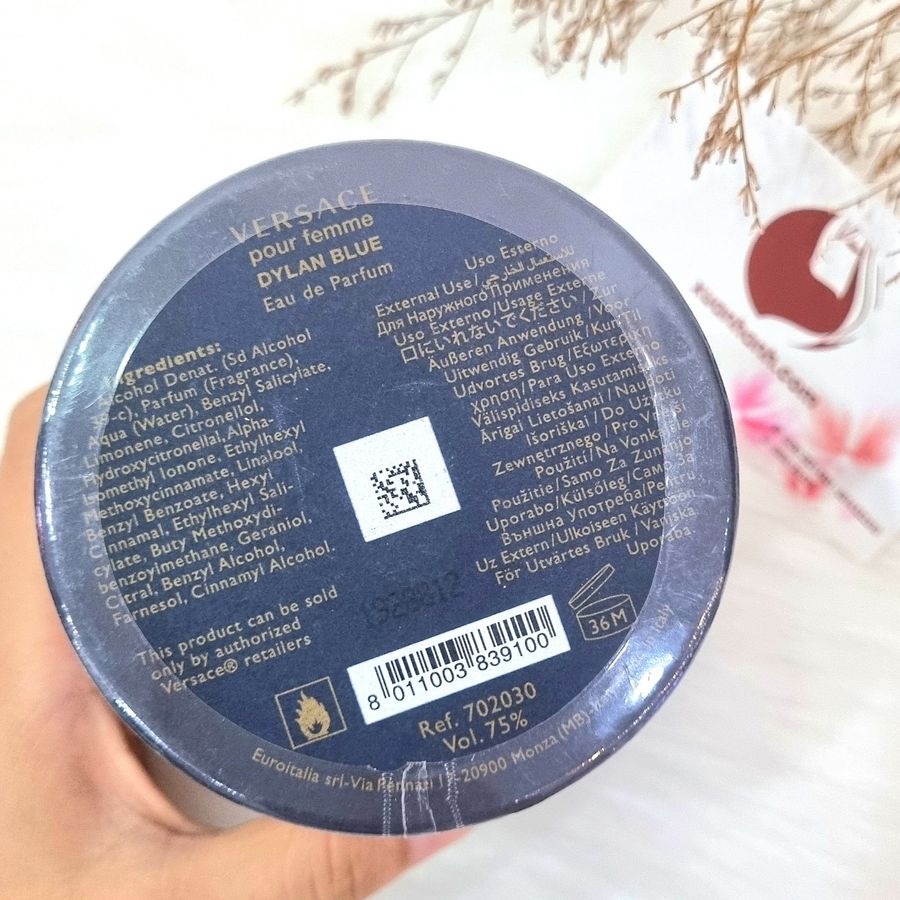 VERSACE
pour femme
DYLAN BLUE
Eau de Parfum
Ingredients:
Alcohol Denat. (Sd Alcohol
39-c), Parfum (Fragrance),
Aqua (Water), Benzyl Salicylate,
Limonene, Citronellol,
Hydroxycitronellal, Alpha-
Isomethyl Ionone, Ethylhexyl
Methoxycinnamate, Linalool,
Benzyl Benzoate, Hexyl
Cinnamal, Ethylhexyl Sali-
cylate, Buty Methoxydi-
benzoylmethane, Geraniol,
Citral, Benzyl Alcohol,
Farnesol, Cinnamyl Alcohol.
This product can be sold
only by authorized
Versace® retailers
Uso Esterno
External Use / للاستعمال الخارجي
Для Наружного Применения
Uso Externo/Usage Externe
口にいれないでください / Zur
Äußeren Anwendung / Voor
Uitwendig Gebruik / Kun Til
Udvortes Brug / Εξωτερική
χρηση / Para Uso Externo
Välispidiseks Kasutamiseks
Ārīgai Lietošanai / Naudoti
Išoriškai / Do Użytku
Zewnętrznego / Pro Vnější
Použití / Na Vonkajšie
Použitie / Samo Za Zunanjo
Uporabo / Külsőleg / Само За
Външна Употреба / Pentru
Uz Extern / Ulkoiseen Käyttöön
För Utvärtes Bruk / Vanjska
Uporaba
1928812
36 M
8 011003 839100
Ref. 702030
Vol. 75%
Euroitalia srl-Via Pennati 12-20900 Monza (MB)
Italy